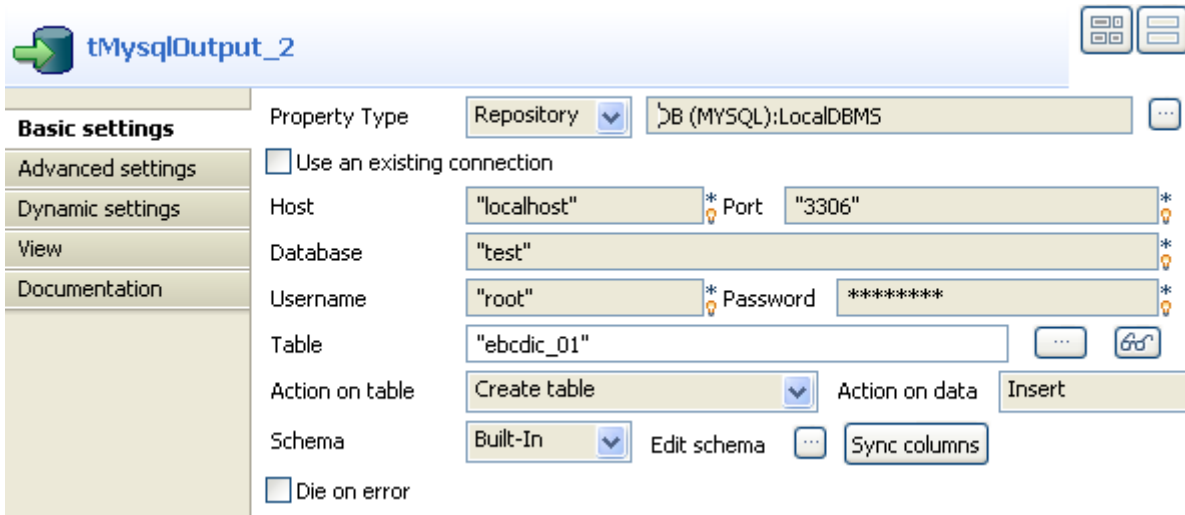 tMysqlOutput_2
Basic settings
Advanced settings
Dynamic settings
View
Documentation
Property Type Repository DB (MYSQL):LocalDBMS ...
Use an existing connection
Host "localhost" * Port "3306" *
Database "test" *
Username "root" * Password ******** *
Table "ebcdic_01" ...
Action on table Create table Action on data Insert
Schema Built-In Edit schema ... Sync columns
Die on error